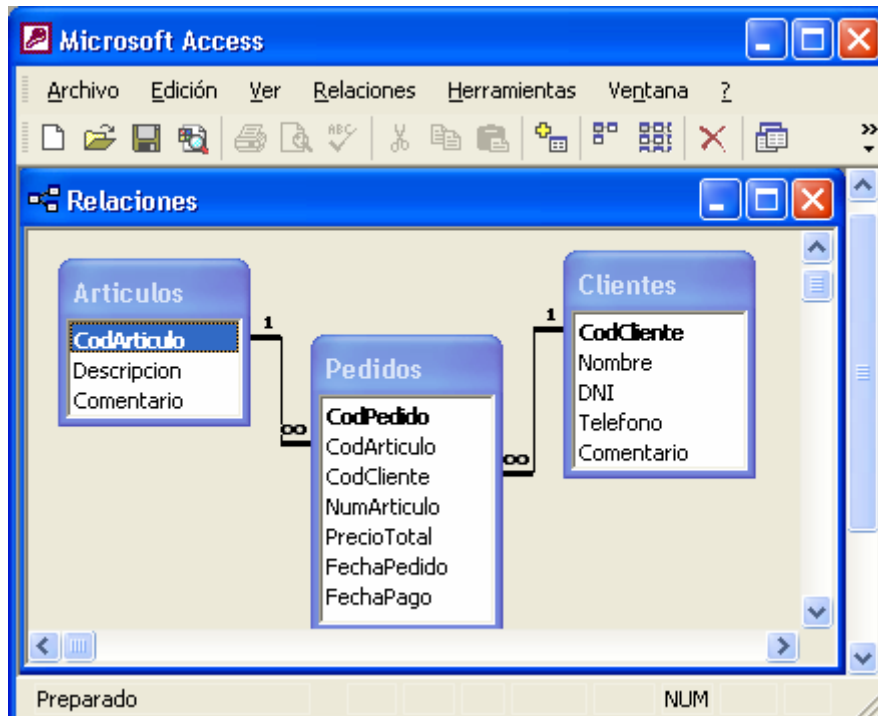 Microsoft Access
Archivo Edición Ver Relaciones Herramientas Ventana ?
ABC
Relaciones
Articulos
CodArticulo
Descripcion
Comentario
1
∞
Pedidos
CodPedido
CodArticulo
CodCliente
NumArticulo
PrecioTotal
FechaPedido
FechaPago
1
∞
Clientes
CodCliente
Nombre
DNI
Telefono
Comentario
Preparado NUM